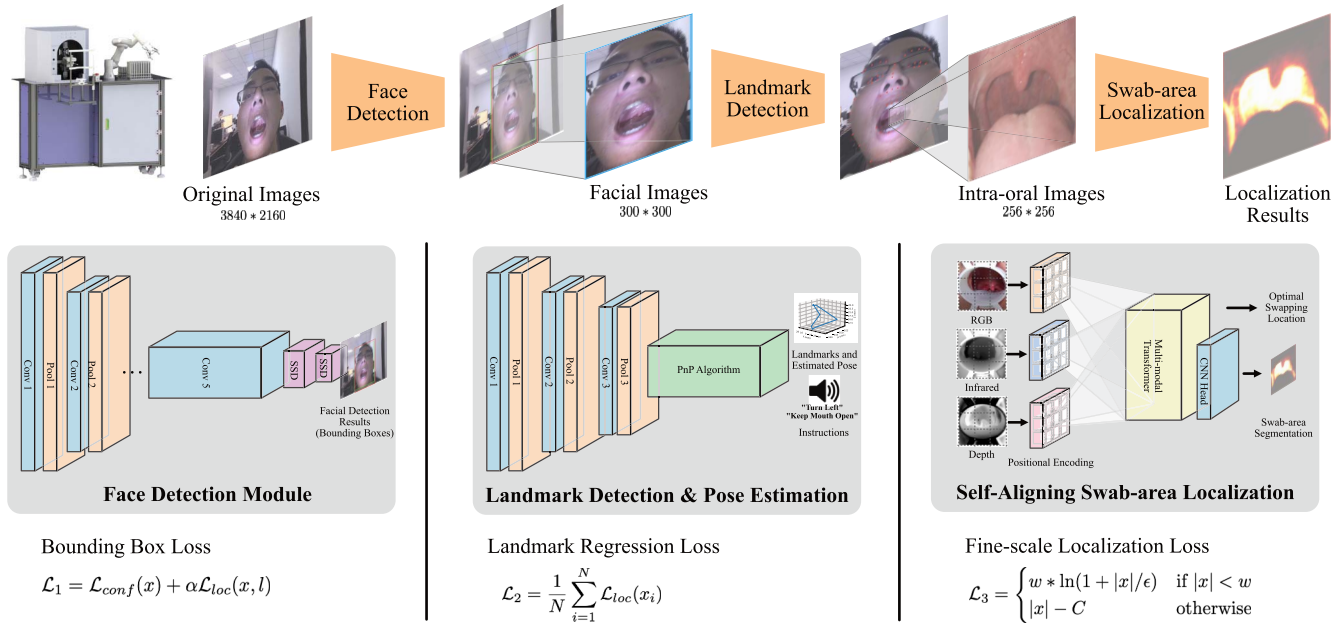 Face
Detection
Landmark
Detection
Swab-area
Localization
Original Images
3840 * 2160
Facial Images
300 * 300
Intra-oral Images
256 * 256
Localization
Results
Conv 1
Pool 1
Conv 2
Pool 2
...
Conv 5
SSD
SSD
Facial Detection
Results
(Bounding Boxes)
Face Detection Module
Conv 1
Pool 1
Conv 2
Pool 2
Conv 3
Pool 3
PnP Algorithm
Landmarks and
Estimated Pose
"Turn Left"
"Keep Mouth Open"
Instructions
Landmark Detection & Pose Estimation
RGB
Infrared
Depth
Positional Encoding
Multi-modal
Transformer
CNN Head
Optimal
Swapping
Location
Swab-area
Segmentation
Self-Aligning Swab-area Localization
Bounding Box Loss
ℒ₁ = ℒ_conf(x) + αℒ_loc(x, l)
Landmark Regression Loss
ℒ₂ = 1/N ∑_{i=1}^{N} ℒ_loc(x_i)
Fine-scale Localization Loss
ℒ₃ = { w * ln(1 + |x|/ϵ) if |x| < w
|x| − C otherwise